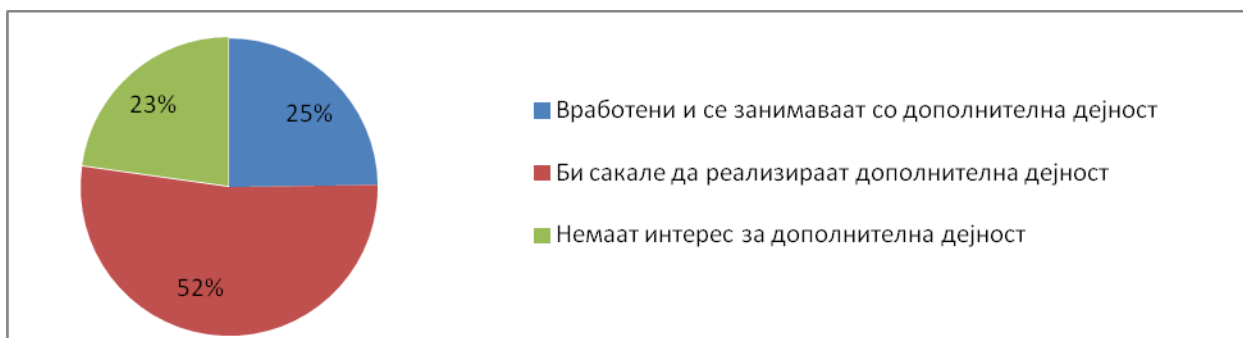 23%
25%
52%
Вработени и се занимаваат со дополнителна дејност
Би сакале да реализираат дополнителна дејност
Немаат интерес за дополнителна дејност